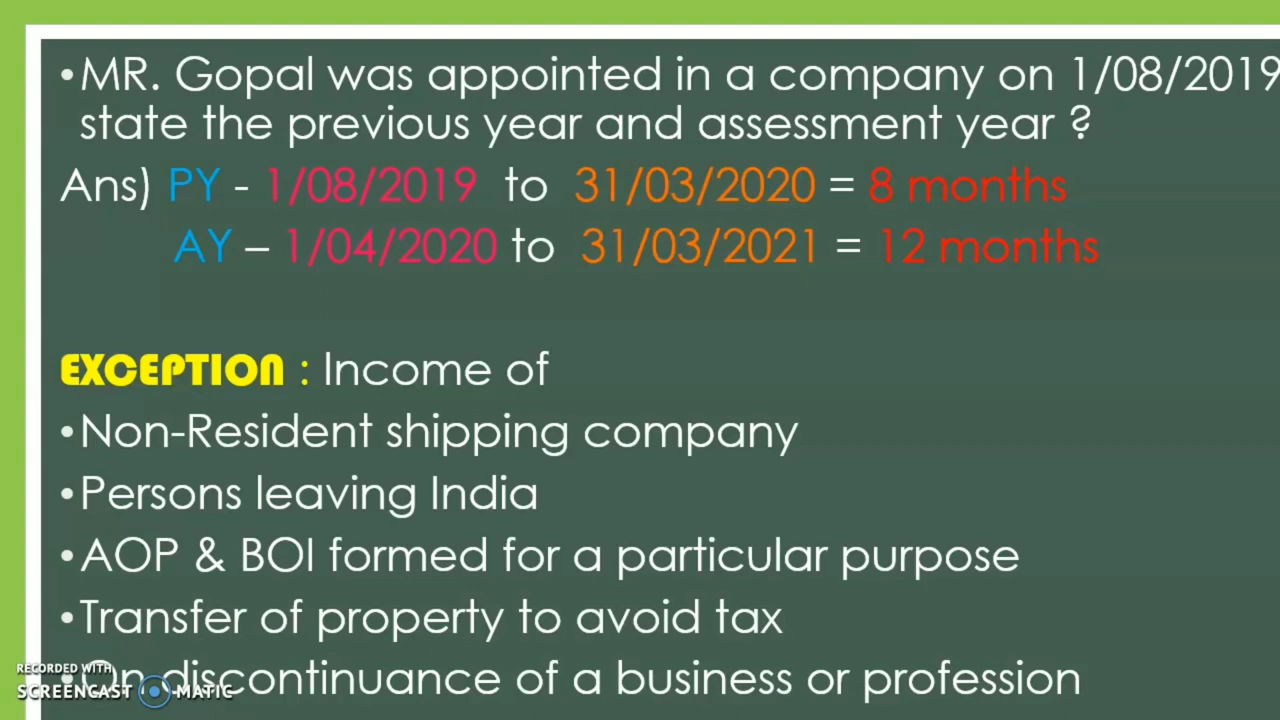 •MR. Gopal was appointed in a company on 1/08/2019
state the previous year and assessment year ?
Ans) PY - 1/08/2019 to 31/03/2020 = 8 months
AY – 1/04/2020 to 31/03/2021 = 12 months
EXCEPTION : Income of
•Non-Resident shipping company
•Persons leaving India
•AOP & BOI formed for a particular purpose
•Transfer of property to avoid tax
•On discontinuance of a business or profession
RECORDED WITH
SCREENCAST MATIC